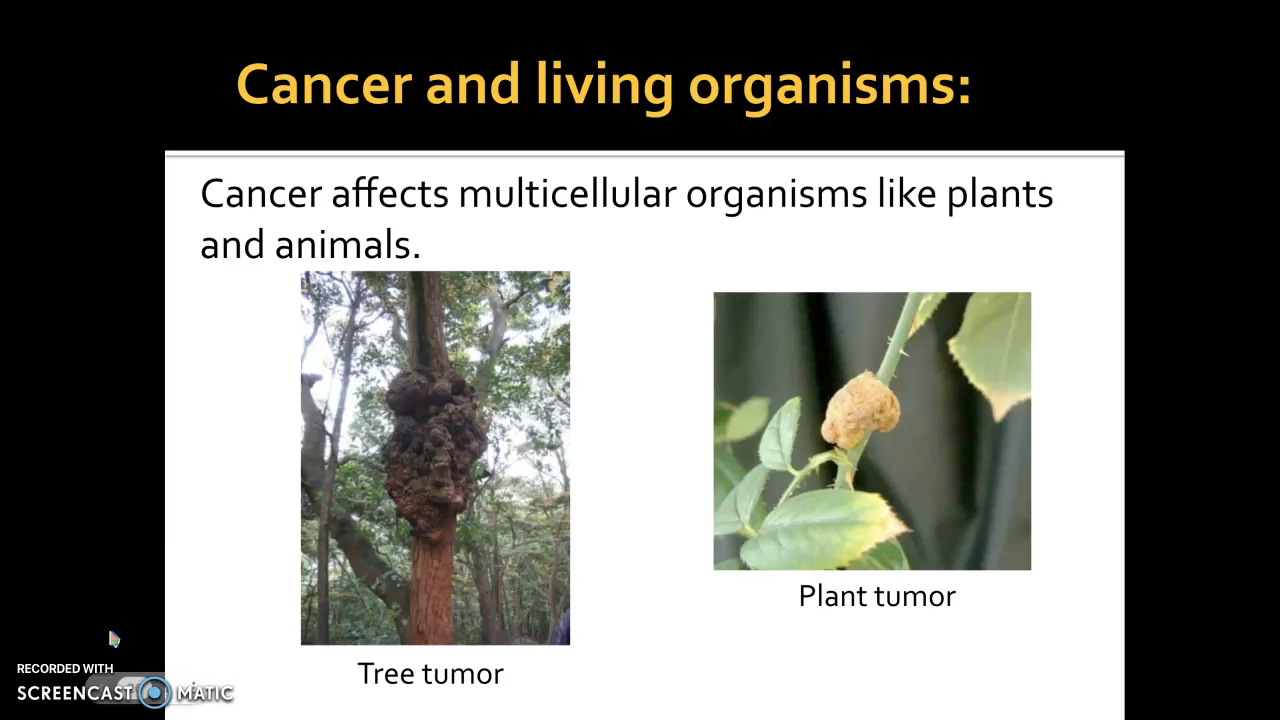 Cancer and living organisms:
Cancer affects multicellular organisms like plants
and animals.
Plant tumor
Tree tumor
RECORDED WITH
SCREENCAST MATIC